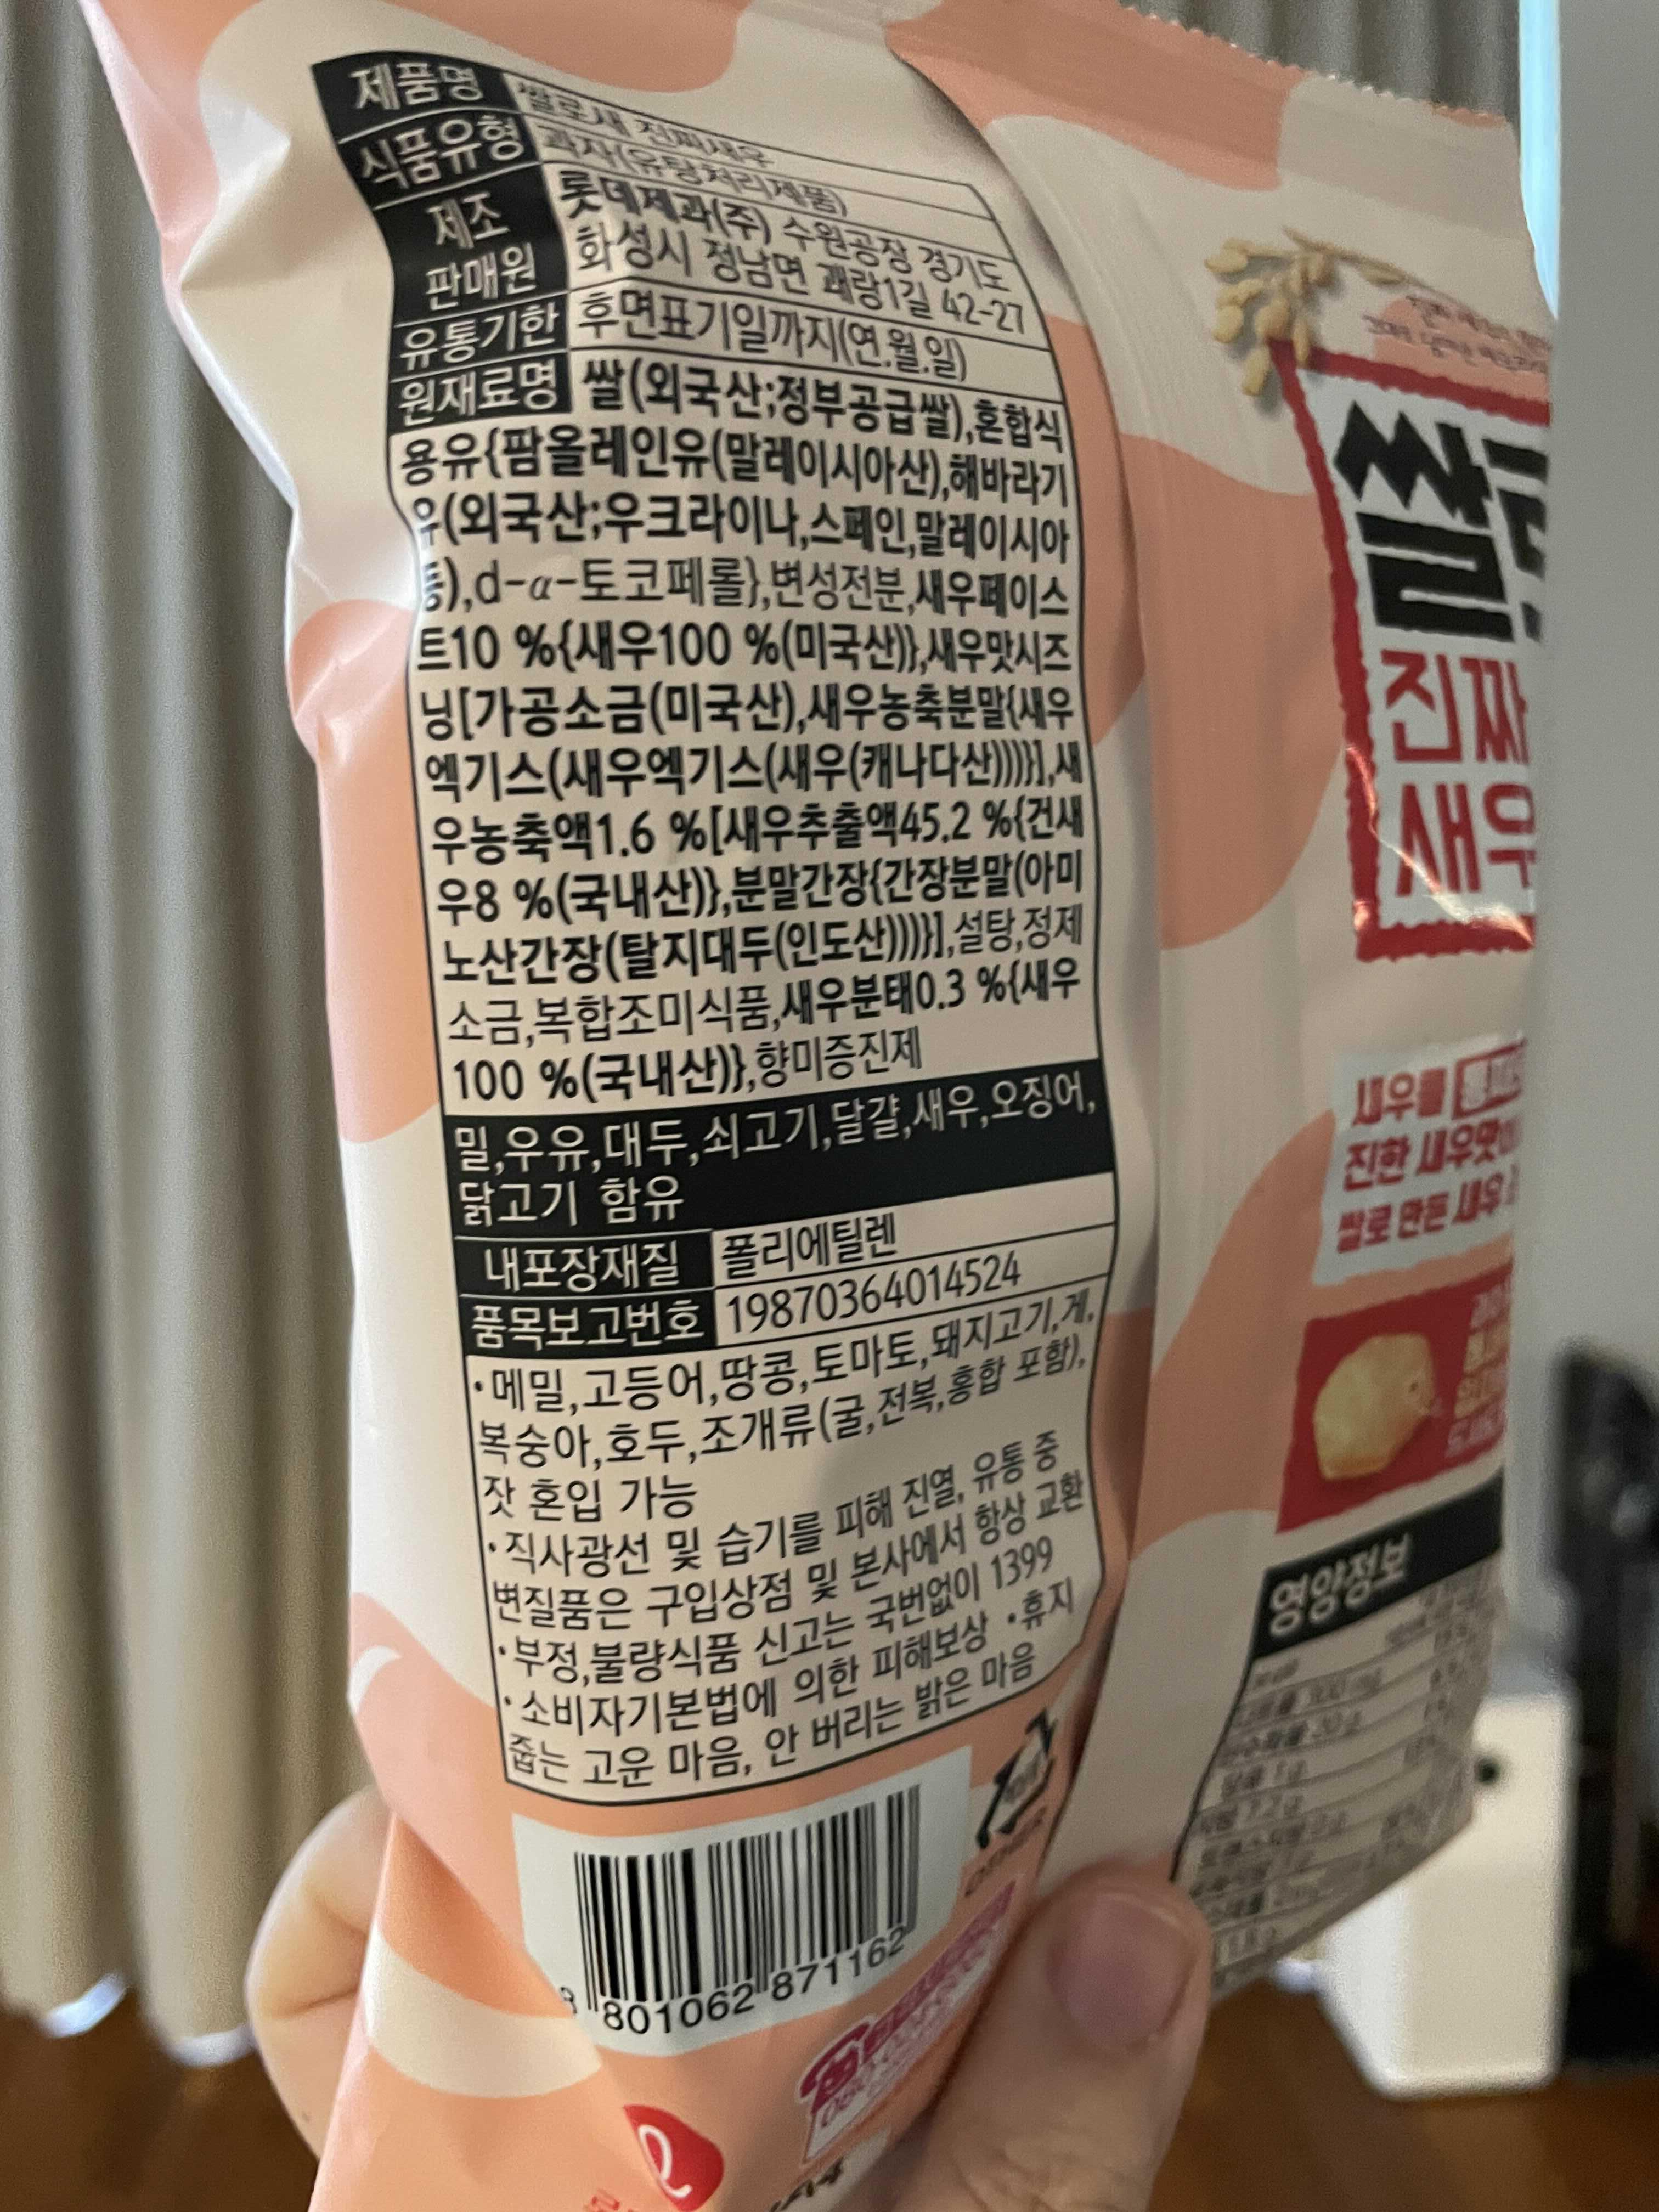 제품명 쌀로새 진짜새우
식품유형 과자(유탕처리제품)
제조 판매원 롯데제과(주) 수원공장 경기도
화성시 정남면 괘랑1길 42-27
유통기한 후면표기일까지(연.월.일)
원재료명 쌀(외국산;정부공급쌀),혼합식
용유{팜올레인유(말레이시아산),해바라기
유(외국산;우크라이나,스페인,말레이시아
등),d-α-토코페롤},변성전분,새우페이스
트10 %{새우100 %(미국산)},새우맛시즈
닝[가공소금(미국산),새우농축분말{새우
엑기스(새우엑기스(새우(캐나다산)))}],새
우농축액1.6 %[새우추출액45.2 %{건새
우8 %(국내산)},분말간장{간장분말(아미
노산간장(탈지대두(인도산)))}],설탕,정제
소금,복합조미식품,새우분태0.3 %{새우
100 %(국내산)},향미증진제
밀,우유,대두,쇠고기,달걀,새우,오징어,
닭고기 함유
내포장재질 폴리에틸렌
품목보고번호 19870364014524
·메밀,고등어,땅콩,토마토,돼지고기,게,
복숭아,호두,조개류(굴,전복,홍합 포함),
잣 혼입 가능
·직사광선 및 습기를 피해 진열, 유통 중
변질품은 구입상점 및 본사에서 항상 교환
·부정,불량식품 신고는 국번없이 1399
·소비자기본법에 의한 피해보상 ·휴지
줍는 고운 마음, 안 버리는 밝은 마음
8 801062 871162
진짜
새우
새우를
진한 새우맛
쌀로 만든 새우
영양정보